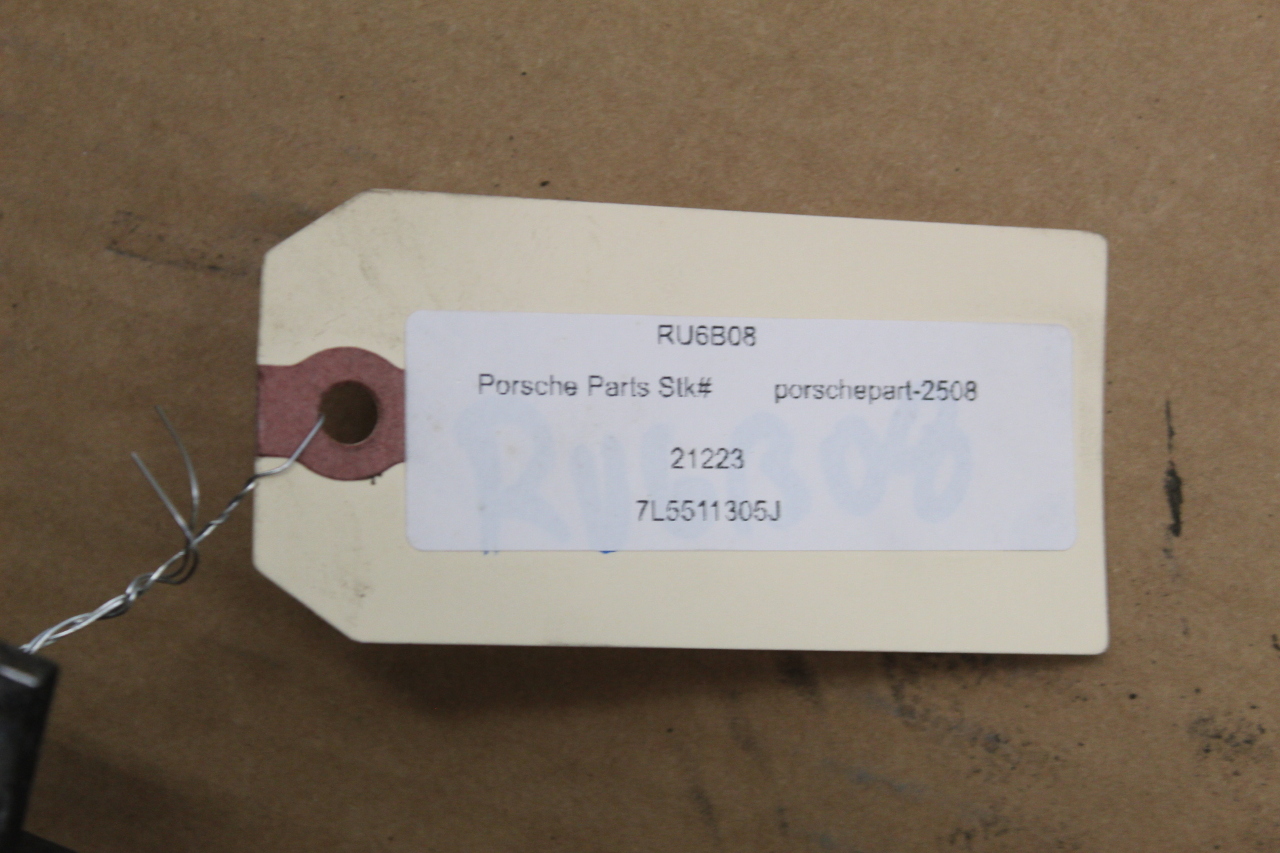 RU6B08
Porsche Parts Stk# porschepart-2508
21223
7L5511305J